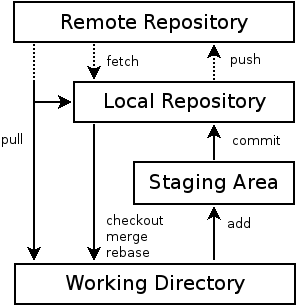 Remote Repository
fetch
push
Local Repository
pull
commit
Staging Area
checkout
merge
rebase
add
Working Directory